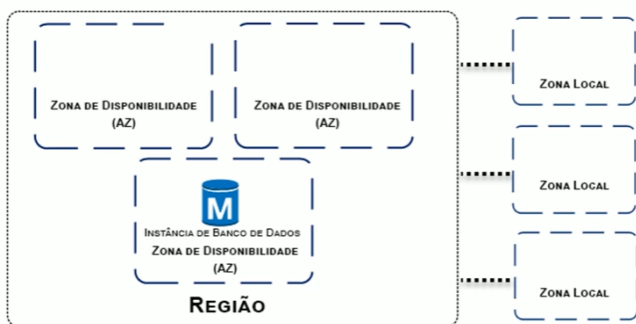 ZONA DE DISPONIBILIDADE
(AZ)
ZONA DE DISPONIBILIDADE
(AZ)
M
INSTÂNCIA DE BANCO DE DADOS
ZONA DE DISPONIBILIDADE
(AZ)
REGIÃO
ZONA LOCAL
ZONA LOCAL
ZONA LOCAL